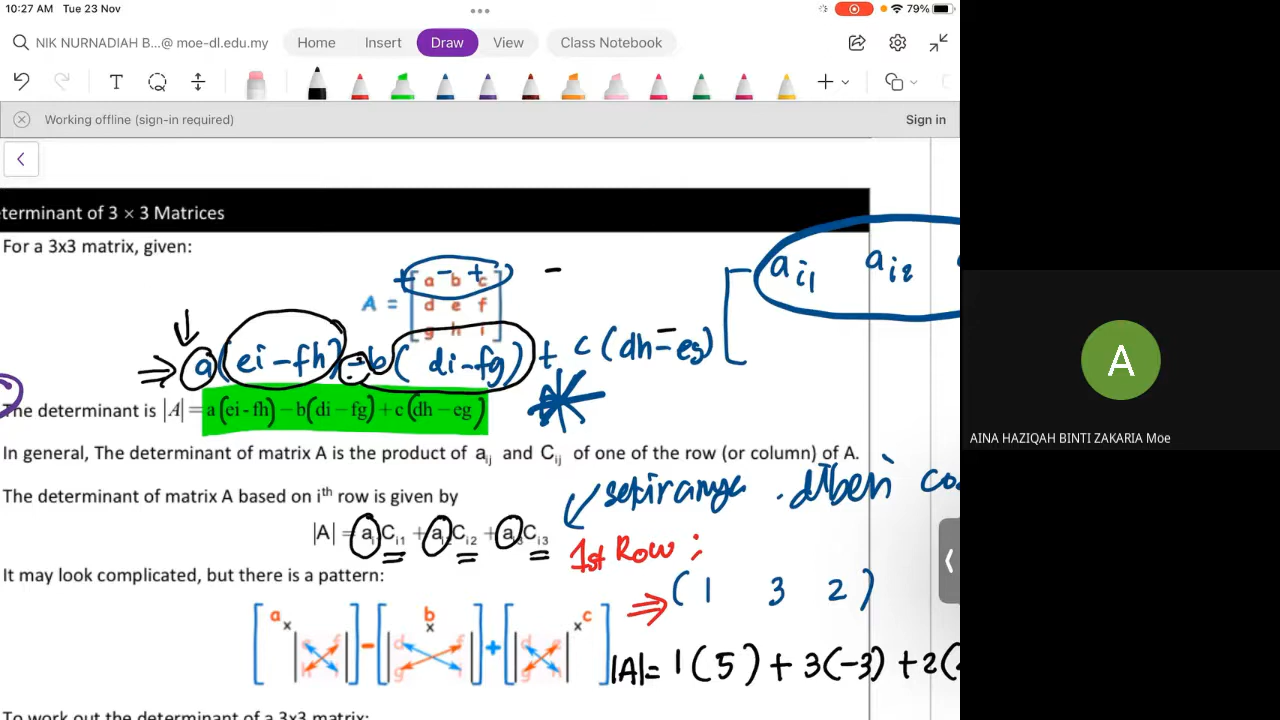 10:27 AM Tue 23 Nov 79%
NIK NURNADIAH B...@ moe-dl.edu.my Home Insert Draw View Class Notebook
T
Working offline (sign-in required) Sign in
eterminant of 3 × 3 Matrices
For a 3x3 matrix, given:
+ - + -
a b c
A = d e f
g h i
a i1 a i2
a (ei - fh) - b ( di - fg) + c (dh - eg)
The determinant is |A| = a (ei - fh) - b(di - fg) + c (dh - eg)
In general, The determinant of matrix A is the product of aij and Cij of one of the row (or column) of A.
sekiranya diberi co
The determinant of matrix A based on ith row is given by
|A| = ai1Ci1 + ai2Ci2 + ai3Ci3
1st Row :
It may look complicated, but there is a pattern:
( 1 3 2 )
a b c
|A| = 1 ( 5 ) + 3 (-3) + 2 (
To work out the determinant of a 3x3 matrix:
A
AINA HAZIQAH BINTI ZAKARIA Moe